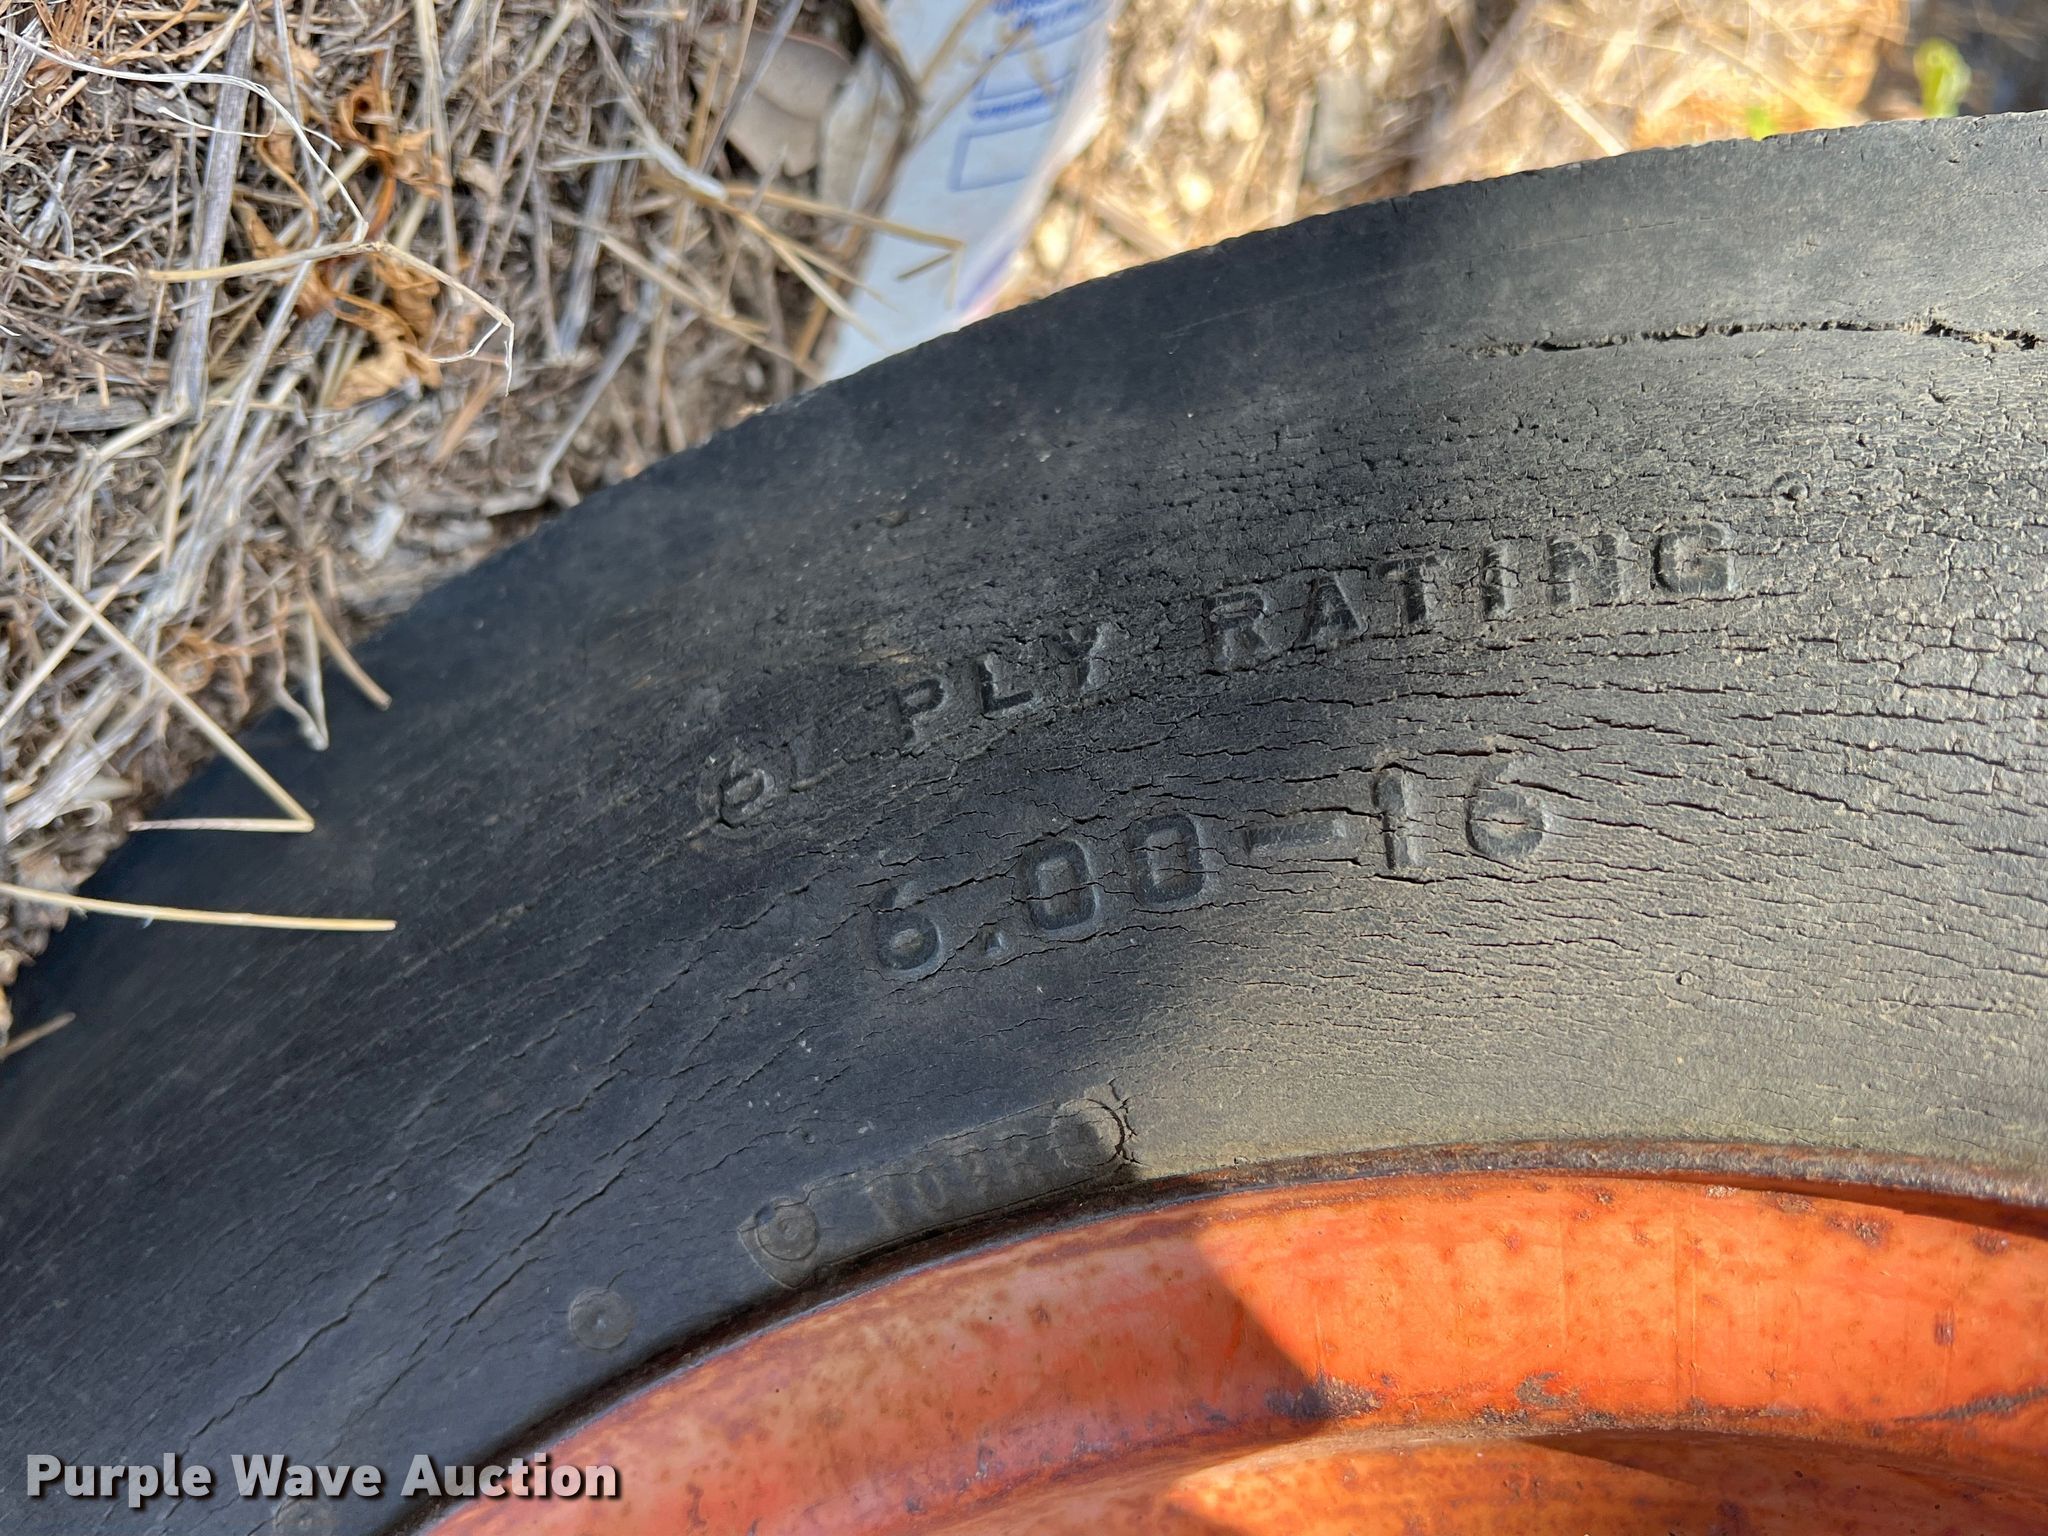 6 PLY RATING
6.00-16
Purple Wave Auction